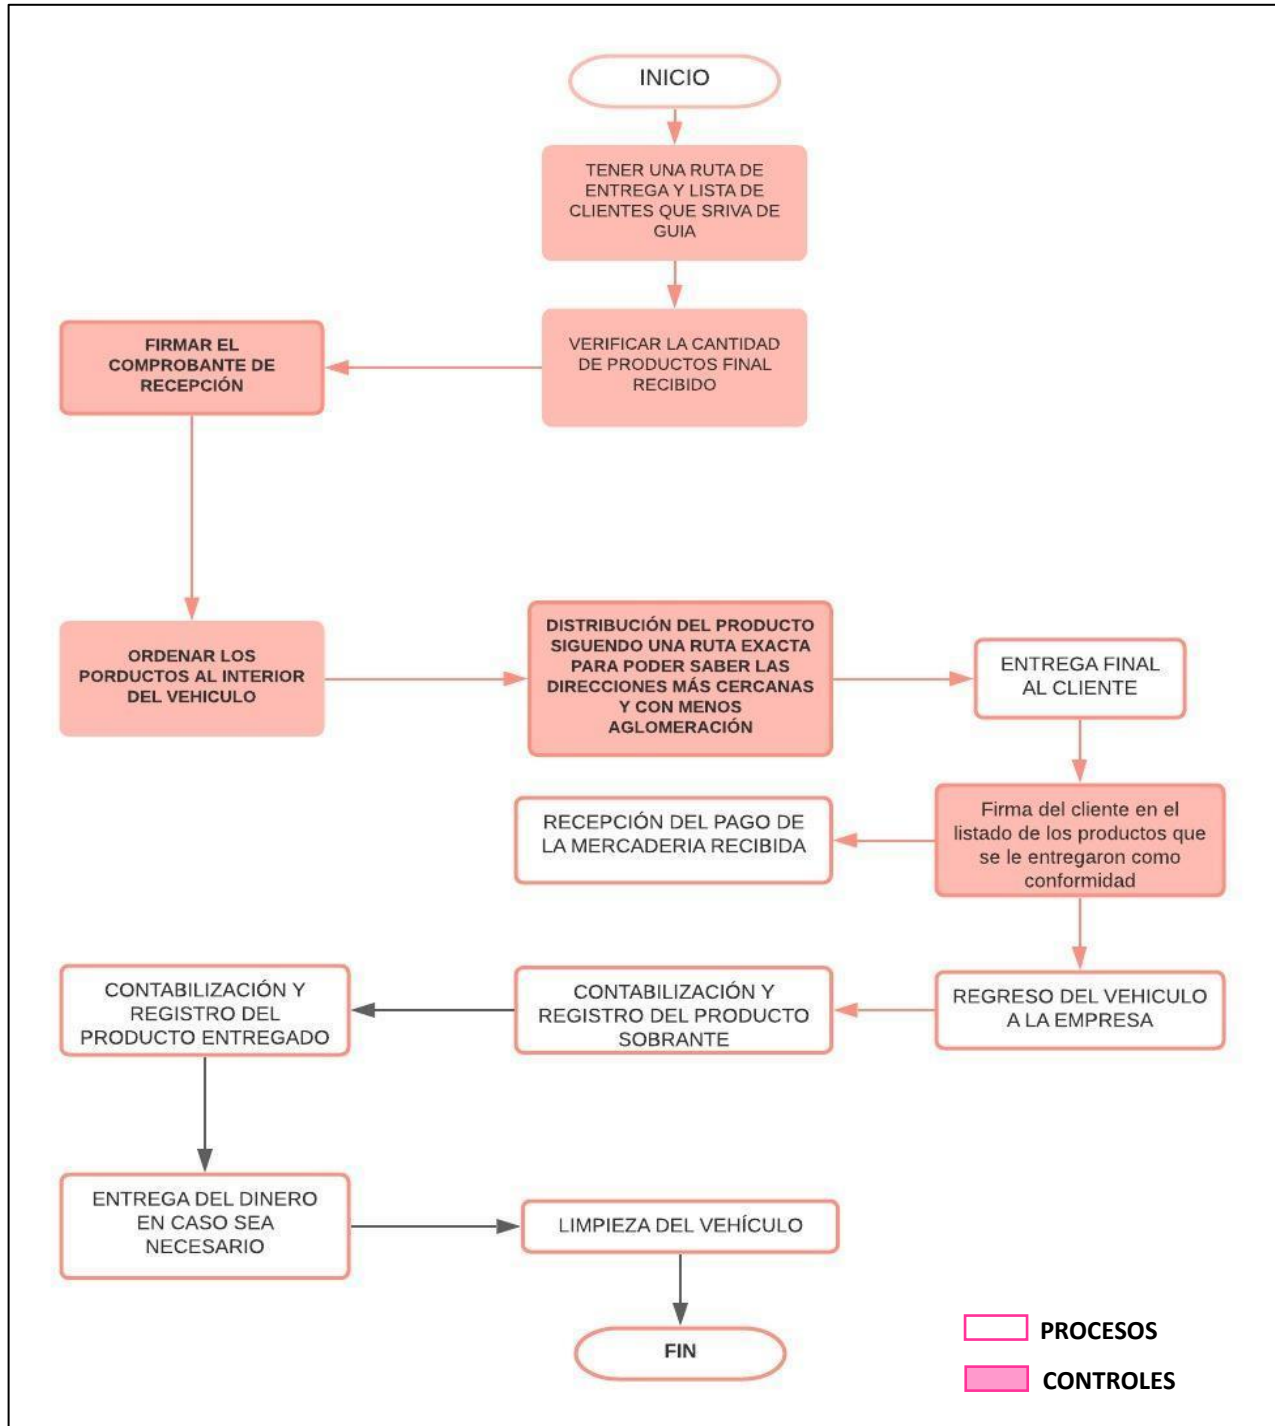 INICIO
TENER UNA RUTA DE
ENTREGA Y LISTA DE
CLIENTES QUE SRIVA DE
GUIA
VERIFICAR LA CANTIDAD
DE PRODUCTOS FINAL
RECIBIDO
FIRMAR EL
COMPROBANTE DE
RECEPCIÓN
ORDENAR LOS
PORDUCTOS AL INTERIOR
DEL VEHICULO
DISTRIBUCIÓN DEL PRODUCTO
SIGUENDO UNA RUTA EXACTA
PARA PODER SABER LAS
DIRECCIONES MÁS CERCANAS
Y CON MENOS
AGLOMERACIÓN
ENTREGA FINAL
AL CLIENTE
Firma del cliente en el
listado de los productos que
se le entregaron como
conformidad
RECEPCIÓN DEL PAGO DE
LA MERCADERIA RECIBIDA
REGRESO DEL VEHICULO
A LA EMPRESA
CONTABILIZACIÓN Y
REGISTRO DEL PRODUCTO
SOBRANTE
CONTABILIZACIÓN Y
REGISTRO DEL
PRODUCTO ENTREGADO
ENTREGA DEL DINERO
EN CASO SEA
NECESARIO
LIMPIEZA DEL VEHÍCULO
FIN
PROCESOS
CONTROLES